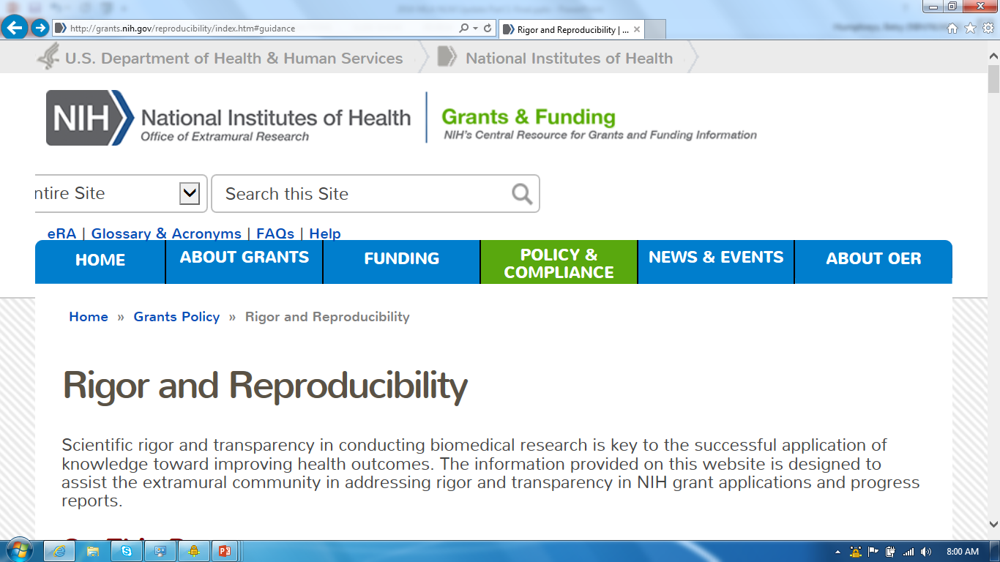 http://grants.nih.gov/reproducibility/index.htm#guidance
Rigor and Reproducibility | ...
U.S. Department of Health & Human Services
National Institutes of Health
NIH
National Institutes of Health
Office of Extramural Research
Grants & Funding
NIH's Central Resource for Grants and Funding Information
ntire Site
Search this Site
eRA | Glossary & Acronyms | FAQs | Help
HOME
ABOUT GRANTS
FUNDING
POLICY &
COMPLIANCE
NEWS & EVENTS
ABOUT OER
Home » Grants Policy » Rigor and Reproducibility
Rigor and Reproducibility
Scientific rigor and transparency in conducting biomedical research is key to the successful application of
knowledge toward improving health outcomes. The information provided on this website is designed to
assist the extramural community in addressing rigor and transparency in NIH grant applications and progress
reports.
8:00 AM